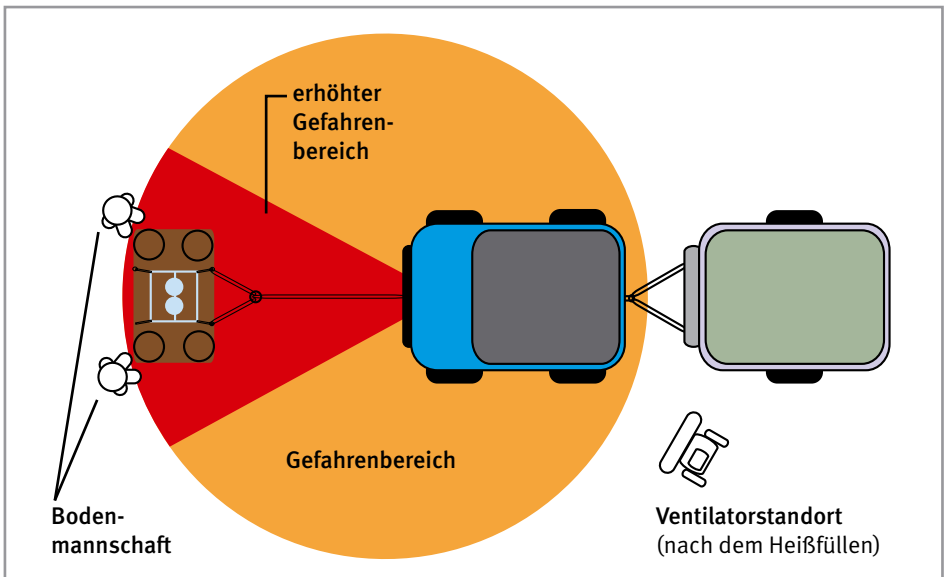 erhöhter
Gefahren-
bereich
Gefahrenbereich
Boden-
mannschaft
Ventilatorstandort
(nach dem Heißfüllen)